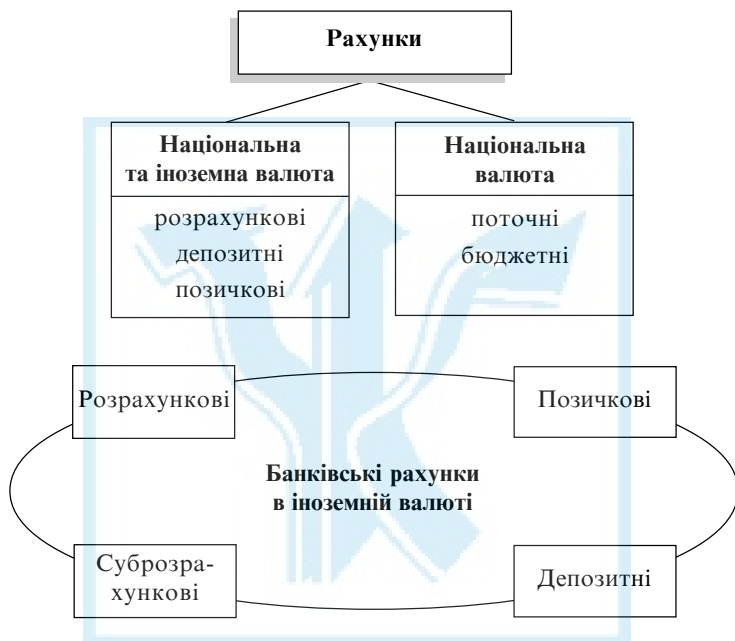 Рахунки
Національна
та іноземна валюта
розрахункові
депозитні
позичкові
Національна
валюта
поточні
бюджетні
Розрахункові
Позичкові
Банківські рахунки
в іноземній валюті
Суброзра-
хункові
Депозитні